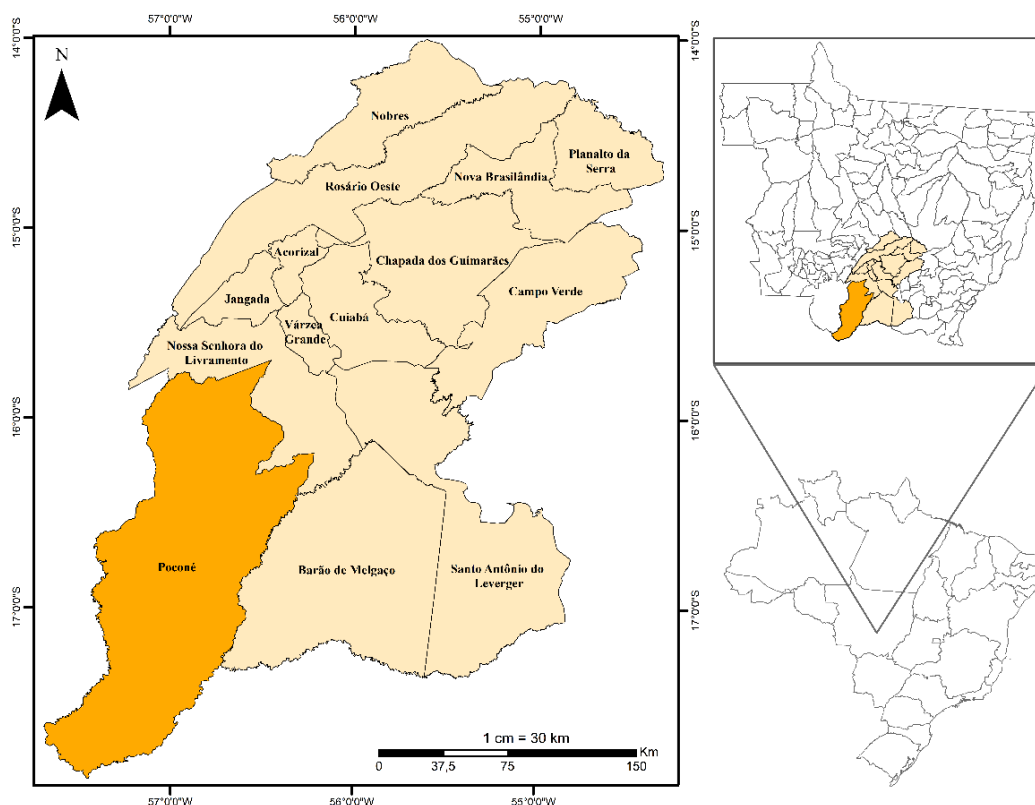 57°0'0"W
56°0'0"W
55°0'0"W
14°0'0"S
14°0'0"S
N
Nobres
Planalto da
Serra
Nova Brasilândia
Rosário Oeste
15°0'0"S
15°0'0"S
Acorizal
Chapada dos Guimarães
Campo Verde
Jangada
Cuiabá
Várzea
Grande
Nossa Senhora do
Livramento
16°0'0"S
16°0'0"S
Poconé
Barão de Melgaço
Santo Antônio do
Leverger
17°0'0"S
17°0'0"S
1 cm = 30 km
Km
0
37,5
75
150
57°0'0"W
56°0'0"W
55°0'0"W